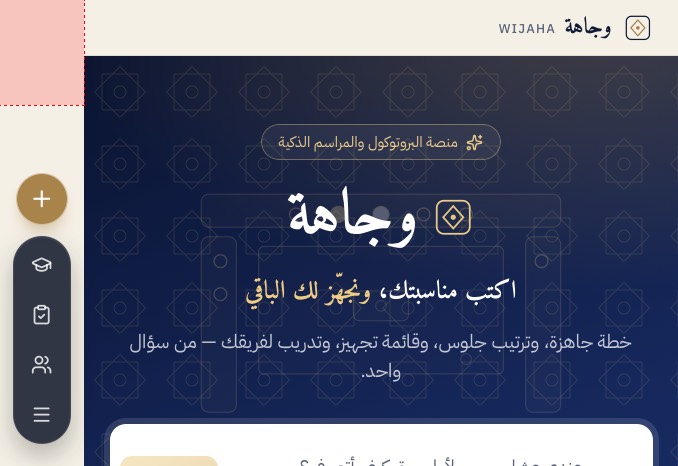 وجاهة WIJAHA
منصة البروتوكول والمراسم الذكية
وجاهة
اكتب مناسبتك، ونجهّز لك الباقي
خطة جاهزة، وترتيب جلوس، وقائمة تجهيز، وتدريب لفريقك — من سؤال
واحد.